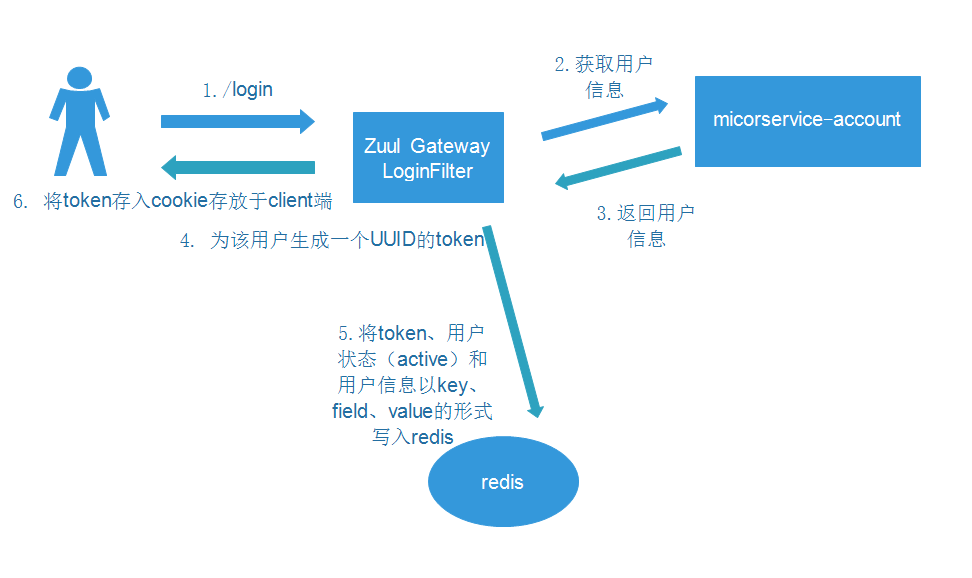 1./login
2.获取用户
信息
micorservice-account
Zuul Gateway
LoginFilter
6. 将token存入cookie存放于client端
3.返回用户
信息
4. 为该用户生成一个UUID的token
5.将token、用户
状态（active）和
用户信息以key、
field、value的形式
写入redis
redis